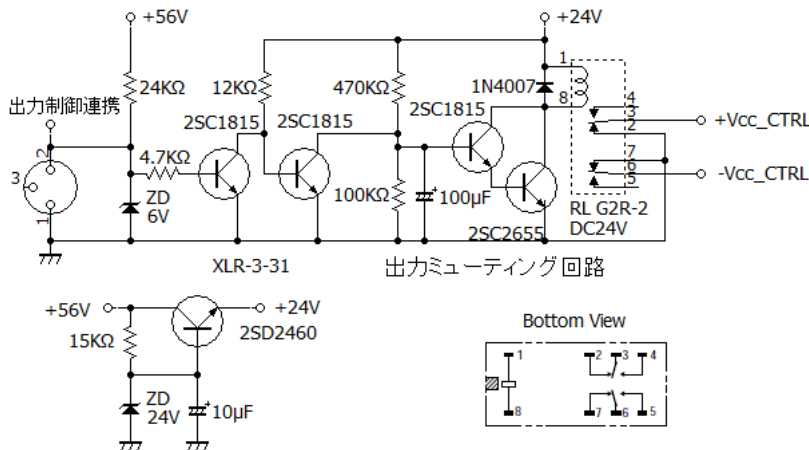 +56V
+24V
24KΩ
12KΩ
470KΩ
1N4007
1
8
出力制御連携
2SC1815
2SC1815
2SC1815
4
3
2
+Vcc_CTRL
2
3
1
4.7KΩ
7
6
5
-Vcc_CTRL
ZD
6V
100KΩ
100μF
RL G2R-2
DC24V
2SC2655
XLR-3-31
出力ミューティング回路
+56V
+24V
2SD2460
15KΩ
ZD
24V
10μF
Bottom View
1
2
3
4
8
7
6
5